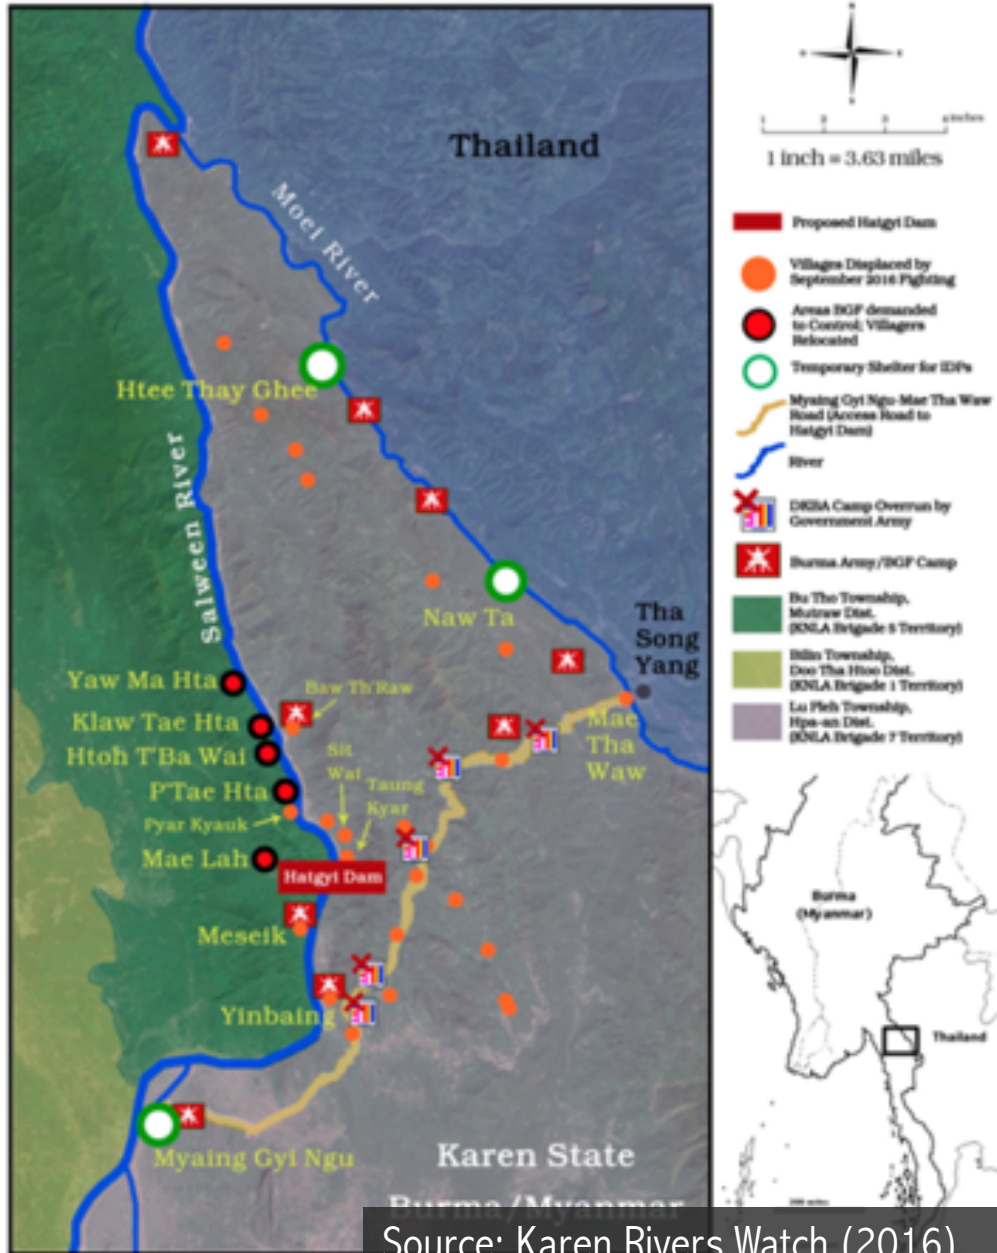 Thailand
Moei River
Htee Thay Ghee
Salween River
Naw Ta
Tha
Song
Yang
Yaw Ma Hta
Baw Th'Raw
Klaw Tae Hta
Htoh T'Ba Wai
Mae
Tha
Waw
Sit
Wai
Taung
Kyar
P'Tae Hta
Pyar Kyauk
Mae Lah
Hatgyi Dam
Meseik
Yinbaing
Myaing Gyi Ngu
Karen State
Burma/Myanmar
inches
1 inch = 3.63 miles
Proposed Hatgyi Dam
Villages Displaced by
September 2016 Fighting
Areas BGF demanded
to Control; Villagers
Relocated
Temporary Shelter for IDPs
Myaing Gyi Ngu-Mae Tha Waw
Road (Access Road to
Hatgyi Dam)
River
DKBA Camp Overrun by
Government Army
Burma Army/BGF Camp
Bu Tho Township,
Mutraw Dist.
(KNLA Brigade 5 Territory)
Bilin Township,
Doo Tha Htoo Dist.
(KNLA Brigade 1 Territory)
Lu Pleh Township,
Hpa-an Dist.
(KNLA Brigade 7 Territory)
Burma
(Myanmar)
Thailand
Source: Karen Rivers Watch (2016)